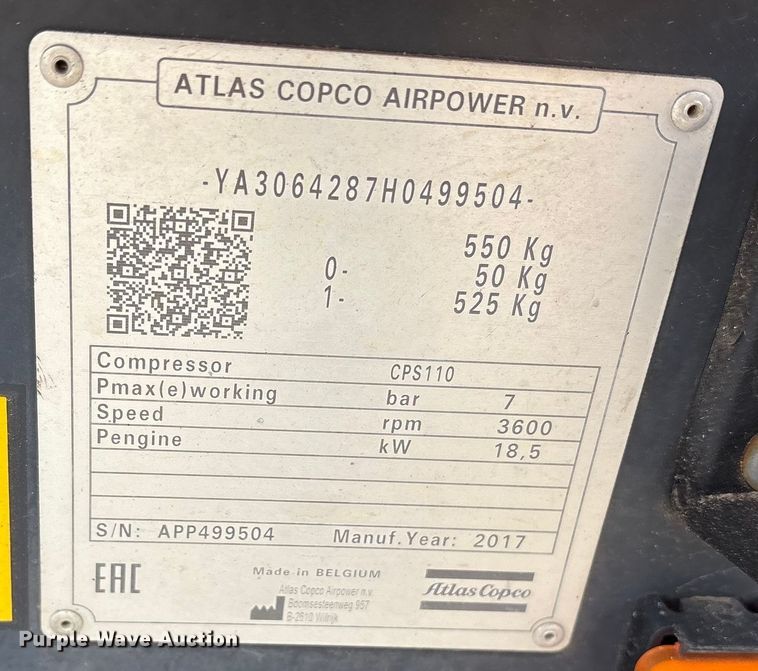 ATLAS COPCO AIRPOWER n.v.
-YA3064287H0499504-
550 Kg
0- 50 Kg
1- 525 Kg
Compressor CPS110
Pmax(e)working bar 7
Speed rpm 3600
Pengine kW 18,5
S/N: APP499504 Manuf.Year: 2017
EAC
Made in BELGIUM
Atlas Copco Airpower n.v.
Boomsesteenweg 957
B-2610 Wilrijk
Atlas Copco
Purple Wave Auction